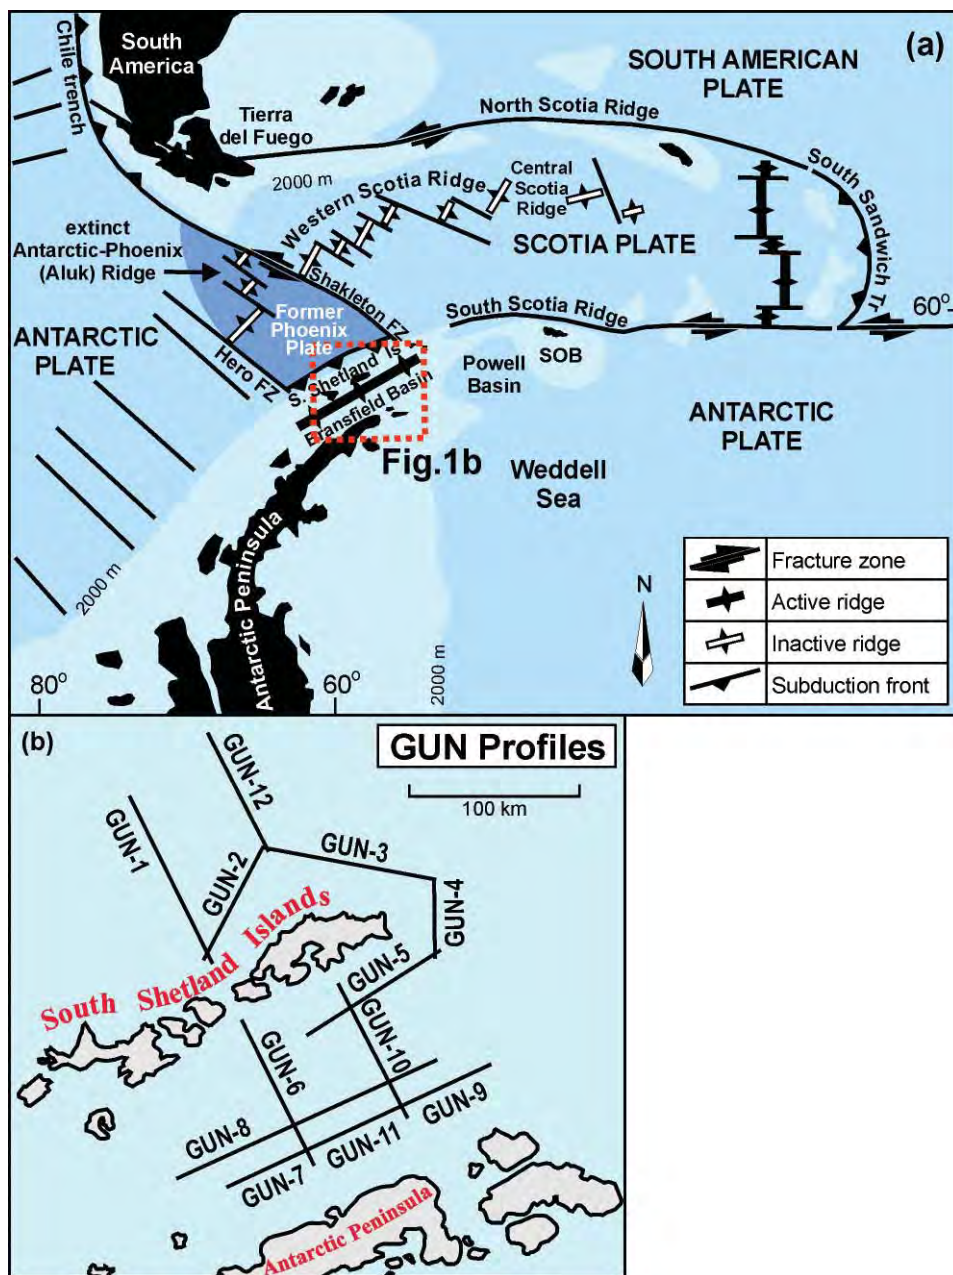 (a)
South
America
Chile trench
SOUTH AMERICAN
PLATE
North Scotia Ridge
Tierra
del Fuego
2000 m
Western Scotia Ridge
Central
Scotia
Ridge
South Sandwich Tr.
SCOTIA PLATE
extinct
Antarctic-Phoenix
(Aluk) Ridge
Shakleton FZ
Former
Phoenix
Plate
South Scotia Ridge
60º
ANTARCTIC
PLATE
Hero FZ
S. Shetland Is.
SOB
Powell
Basin
Bransfield Basin
ANTARCTIC
PLATE
Fig.1b
Weddell
Sea
Antarctic Peninsula
2000 m
2000 m
N
Fracture zone
Active ridge
Inactive ridge
Subduction front
80º
60º
(b)
GUN Profiles
100 km
GUN-12
GUN-1
GUN-2
GUN-3
GUN-4
South Shetland Islands
GUN-5
GUN-6
GUN-10
GUN-8
GUN-9
GUN-11
GUN-7
Antarctic Peninsula